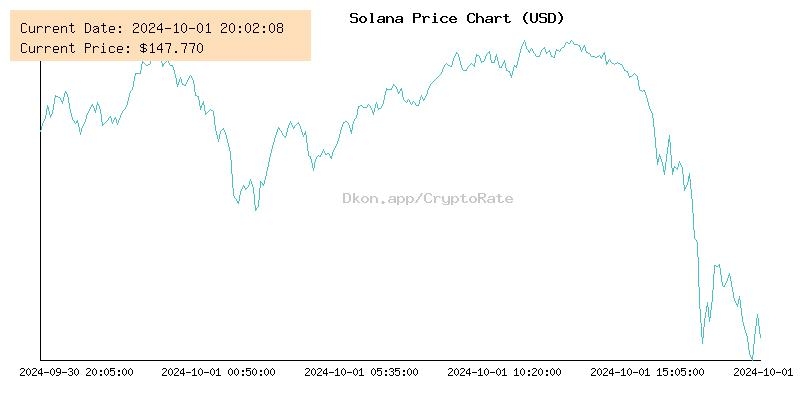 Solana Price Chart (USD)
Current Date: 2024-10-01 20:02:08
Current Price: $147.770
Dkon.app/CryptoRate
2024-09-30 20:05:00
2024-10-01 00:50:00
2024-10-01 05:35:00
2024-10-01 10:20:00
2024-10-01 15:05:00
2024-10-01